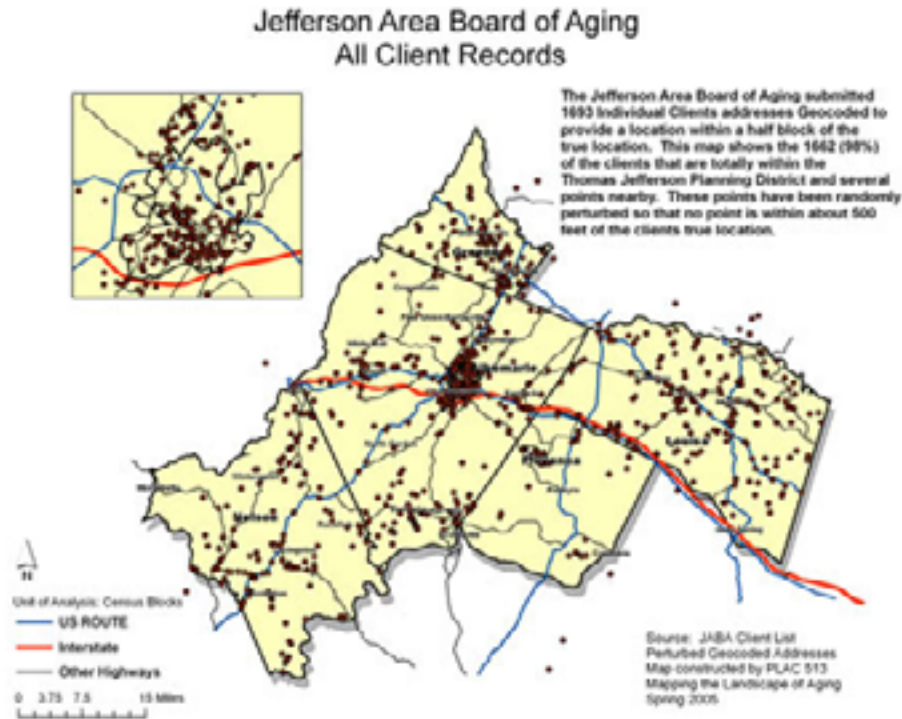 Jefferson Area Board of Aging
All Client Records
The Jefferson Area Board of Aging submitted
1693 Individual Clients addresses Geocoded to
provide a location within a half block of the
true location. This map shows the 1662 (98%)
of the clients that are totally within the
Thomas Jefferson Planning District and several
points nearby. These points have been randomly
perturbed so that no point is within about 500
feet of the clients true location.
Greene
Louisa
Fluvanna
Nelson
N
Unit of Analysis: Census Blocks
US ROUTE
Interstate
Other Highways
0 3.75 7.5 15 Miles
Source: JABA Client List
Perturbed Geocoded Addresses
Map constructed by PLAC 513
Mapping the Landscape of Aging
Spring 2005